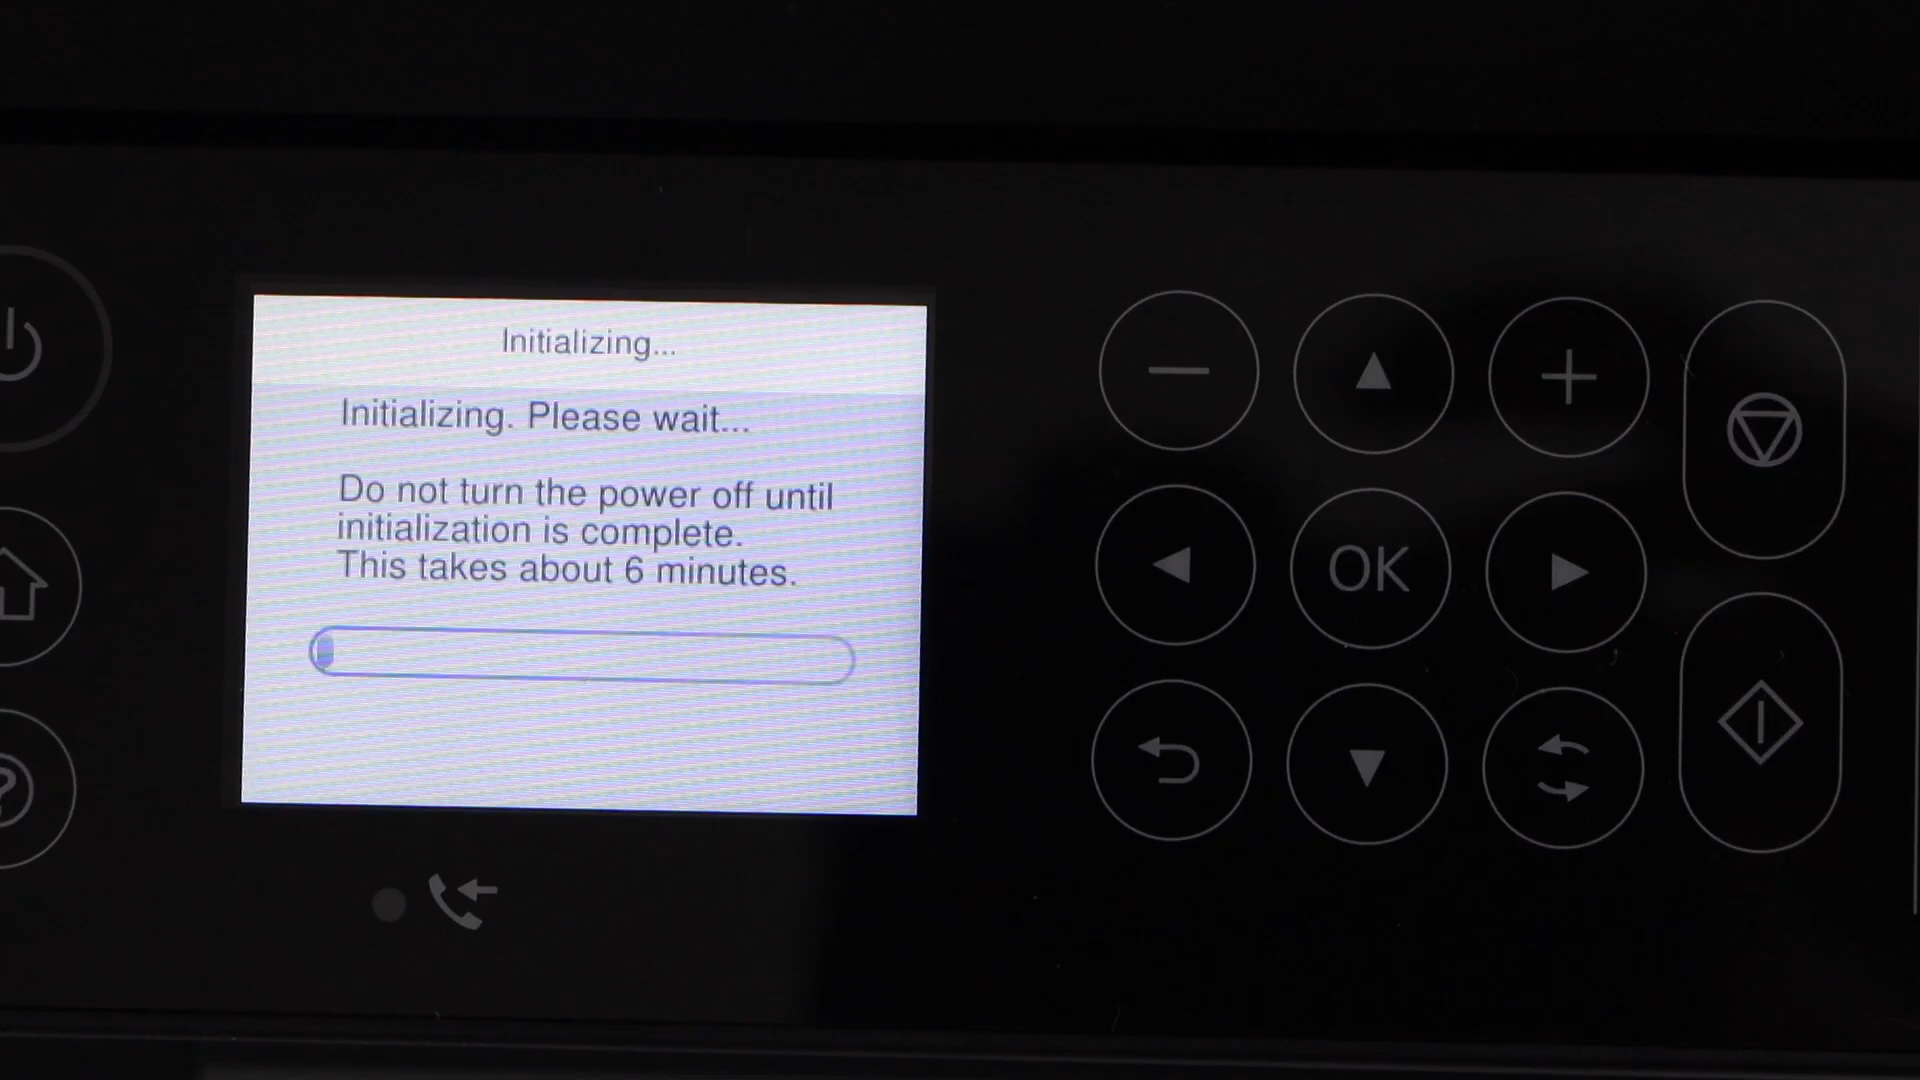 Initializing...
Initializing. Please wait...
Do not turn the power off until
initialization is complete.
This takes about 6 minutes.
OK